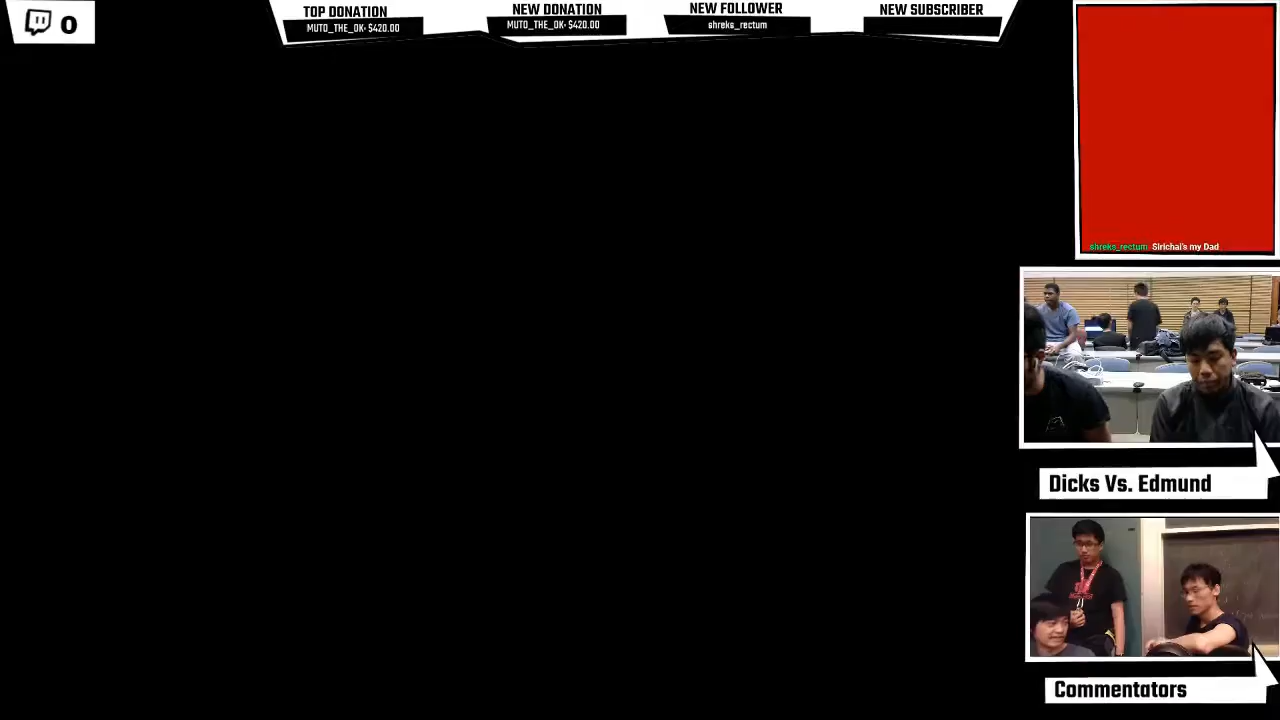 0
TOP DONATION
MUTO_THE_OK- $420.00
NEW DONATION
MUTO_THE_OK- $420.00
NEW FOLLOWER
shreks_rectum
NEW SUBSCRIBER
shreks_rectum Sirichai's my Dad
Dicks Vs. Edmund
Commentators